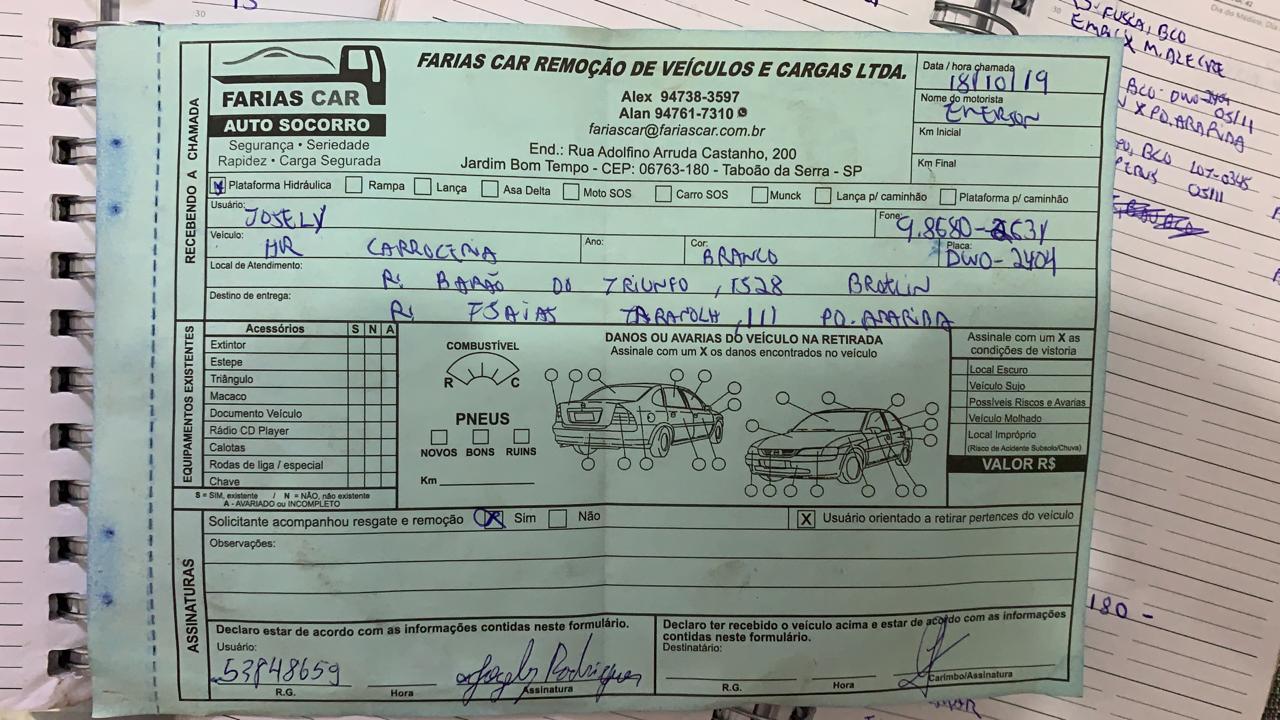 FARIAS CAR
AUTO SOCORRO
Segurança • Seriedade
Rapidez • Carga Segurada
FARIAS CAR REMOÇÃO DE VEÍCULOS E CARGAS LTDA.
Alex 94738-3597
Alan 94761-7310
fariascar@fariascar.com.br
End.: Rua Adolfino Arruda Castanho, 200
Jardim Bom Tempo - CEP: 06763-180 - Taboão da Serra - SP
Data / hora chamada
18/10/19
Nome do motorista
EMERSON
Km Inicial
Km Final
RECEBENDO A CHAMADA
Plataforma Hidráulica Rampa Lança Asa Delta Moto SOS Carro SOS Munck Lança p/ caminhão Plataforma p/ caminhão
Usuário: JOSELY Fone: 9.8680-2631
Veículo: HR CARROCERIA Ano: Cor: BRANCO Placa: DWO-2404
Local de Atendimento: R: BARÃO DO TRIUNFO, 1528 BROKLIN
Destino de entrega: R: 111 PQ. ARARIBA
EQUIPAMENTOS EXISTENTES
Acessórios S N A
Extintor
Estepe
Triângulo
Macaco
Documento Veículo
Rádio CD Player
Calotas
Rodas de liga / especial
Chave
S = SIM, existente / N = NÃO, não existente
A - AVARIADO ou INCOMPLETO
COMBUSTÍVEL
R C
PNEUS
NOVOS BONS RUINS
Km
DANOS OU AVARIAS DO VEÍCULO NA RETIRADA
Assinale com um X os danos encontrados no veículo
Assinale com um X as
condições de vistoria
Local Escuro
Veículo Sujo
Possíveis Riscos e Avarias
Veículo Molhado
Local Impróprio
(Risco de Acidente Subsolo/Chuva)
VALOR R$
Solicitante acompanhou resgate e remoção X Sim Não X Usuário orientado a retirar pertences do veículo
Observações:
ASSINATURAS
Declaro estar de acordo com as informações contidas neste formulário.
Usuário:
53848659 Josely Rodrigues
R.G. Hora Assinatura
Declaro ter recebido o veículo acima e estar de acordo com as informações
contidas neste formulário.
Destinatário:
R.G. Hora Carimbo/Assinatura
FUSCA, BCO
EMBU X M. ALEGRE
BCO: DWO-2404
05/11
X PQ. ARARIBA
BCO LOJ-0345
05/11
180 -